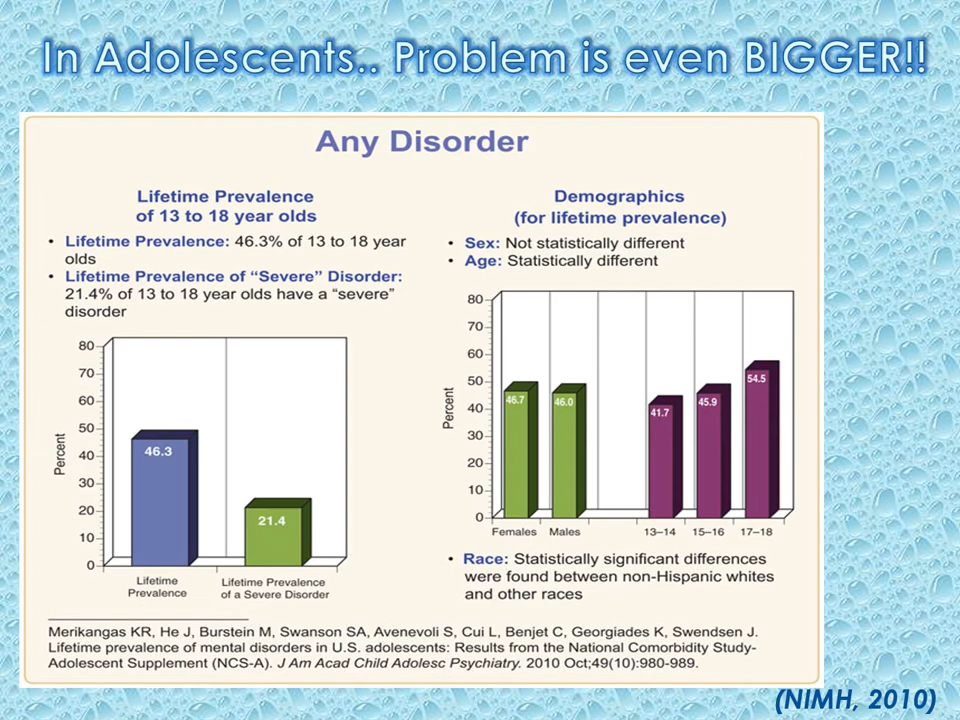 In Adolescents.. Problem is even BIGGER!!
Any Disorder
Lifetime Prevalence
of 13 to 18 year olds
• Lifetime Prevalence: 46.3% of 13 to 18 year
olds
• Lifetime Prevalence of “Severe” Disorder:
21.4% of 13 to 18 year olds have a “severe”
disorder
80
70
60
50
40
30
20
10
0
Percent
46.3
21.4
Lifetime
Prevalence
Lifetime Prevalence
of a Severe Disorder
Demographics
(for lifetime prevalence)
• Sex: Not statistically different
• Age: Statistically different
80
70
60
50
40
30
20
10
0
Percent
46.7
46.0
41.7
45.9
54.5
Females Males 13–14 15–16 17–18
• Race: Statistically significant differences
were found between non-Hispanic whites
and other races
Merikangas KR, He J, Burstein M, Swanson SA, Avenevoli S, Cui L, Benjet C, Georgiades K, Swendsen J.
Lifetime prevalence of mental disorders in U.S. adolescents: Results from the National Comorbidity Study-
Adolescent Supplement (NCS-A). J Am Acad Child Adolesc Psychiatry. 2010 Oct;49(10):980-989.
(NIMH, 2010)